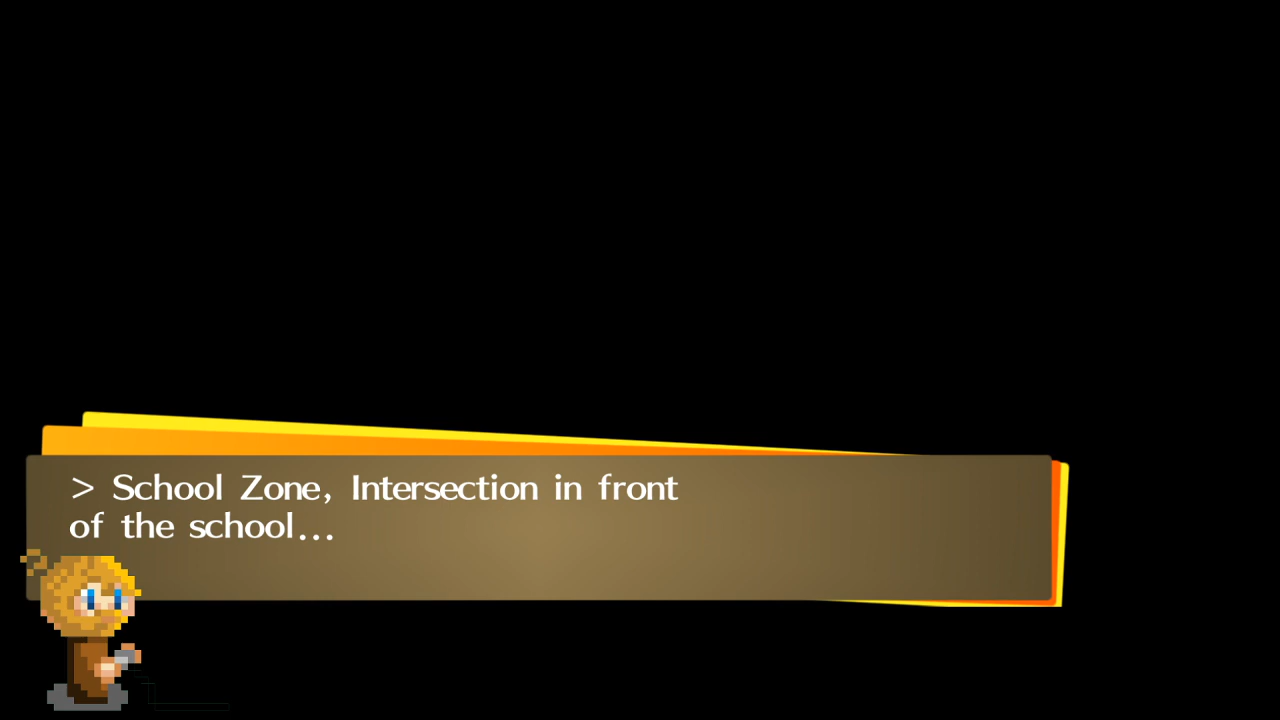 > School Zone, Intersection in front
of the school...